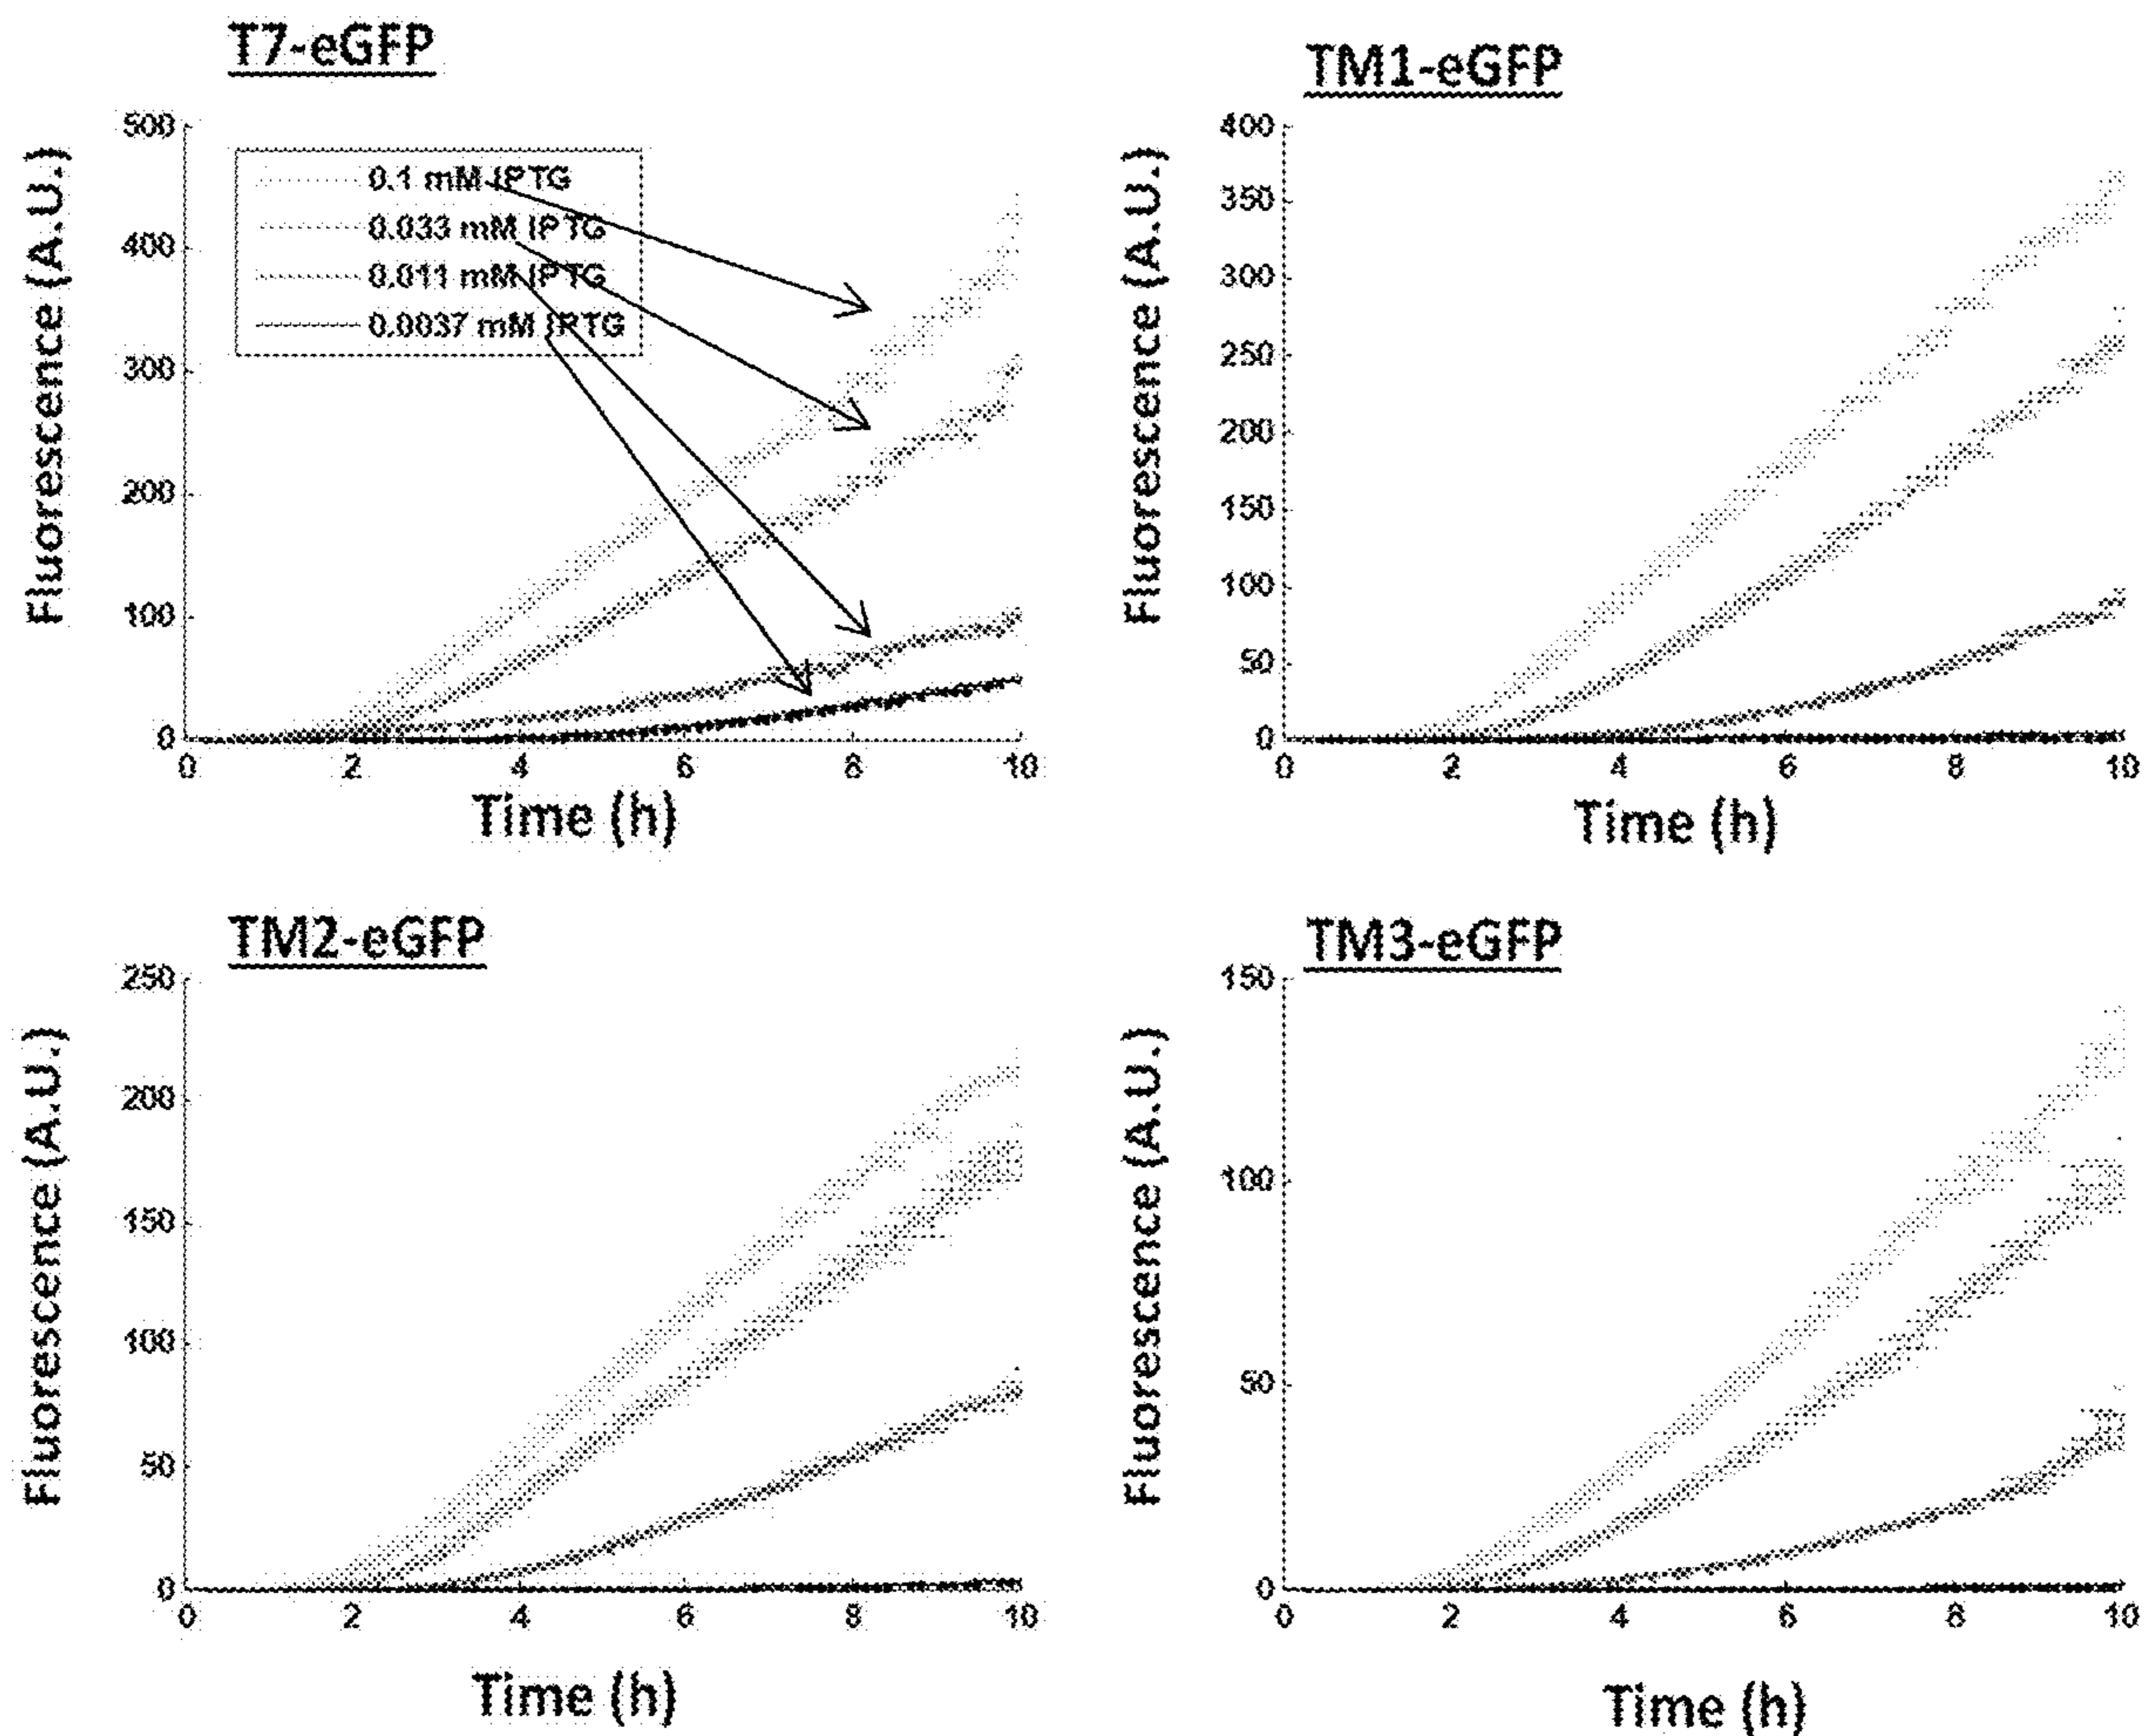 T7-eGFP
Fluorescence (A.U.)
500
400
300
200
100
0
0.1 mM IPTG
0.033 mM IPTG
0.011 mM IPTG
0.0037 mM IPTG
0 2 4 6 8 10
Time (h)
TM1-eGFP
Fluorescence (A.U.)
400
350
300
250
200
150
100
50
0
0 2 4 6 8 10
Time (h)
TM2-eGFP
Fluorescence (A.U.)
250
200
150
100
50
0
0 2 4 6 8 10
Time (h)
TM3-eGFP
Fluorescence (A.U.)
150
100
50
0
0 2 4 6 8 10
Time (h)